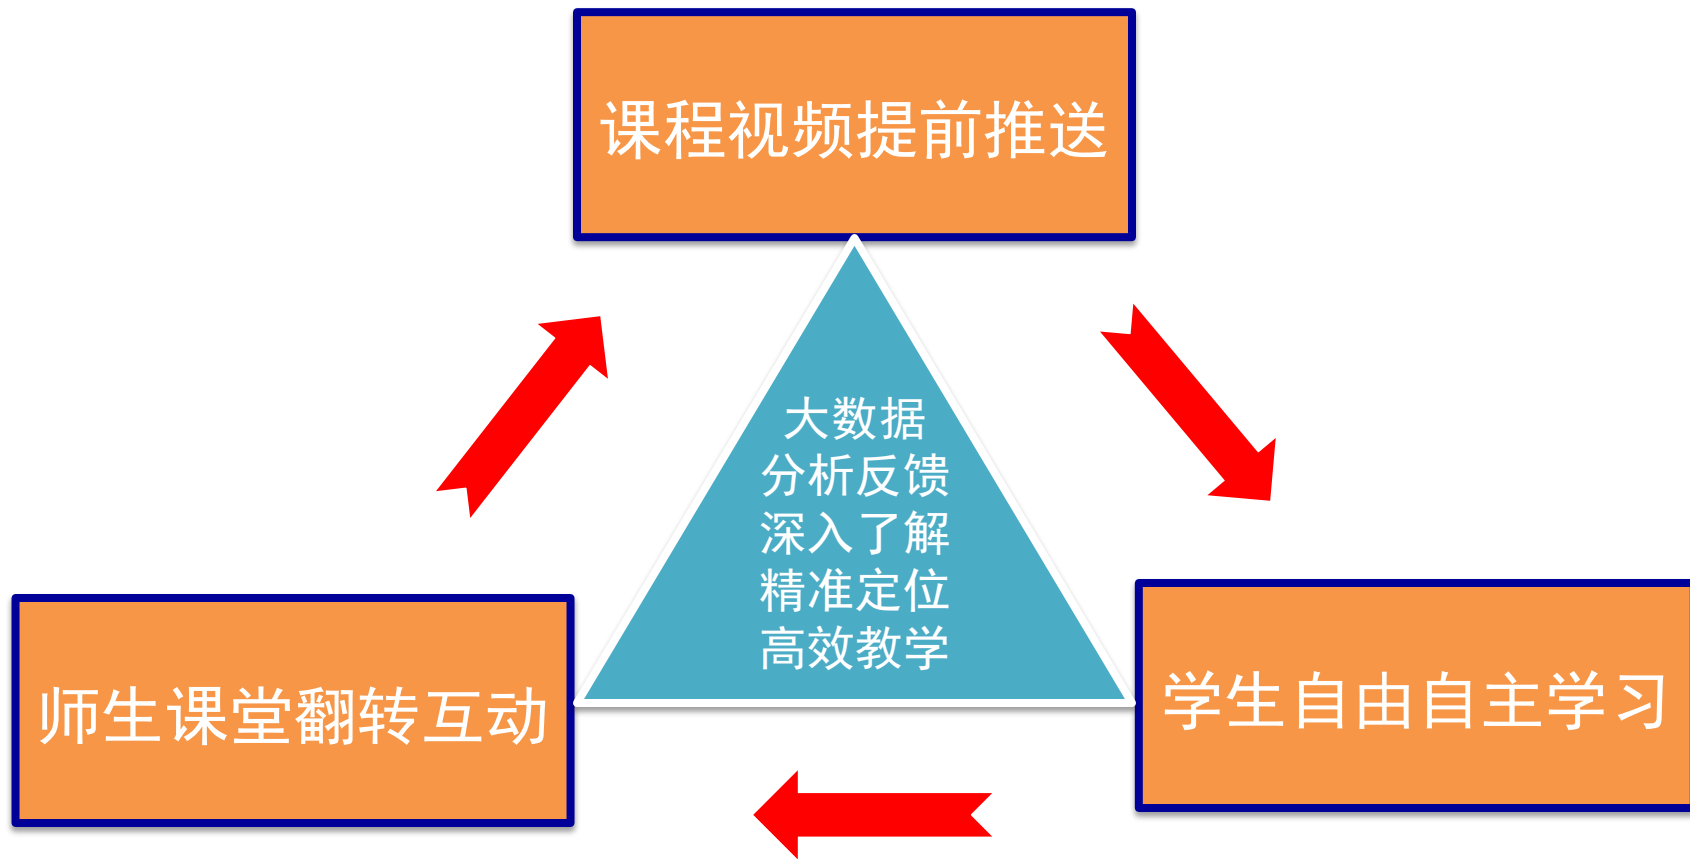 课程视频提前推送
大数据
分析反馈
深入了解
精准定位
高效教学
师生课堂翻转互动
学生自由自主学习